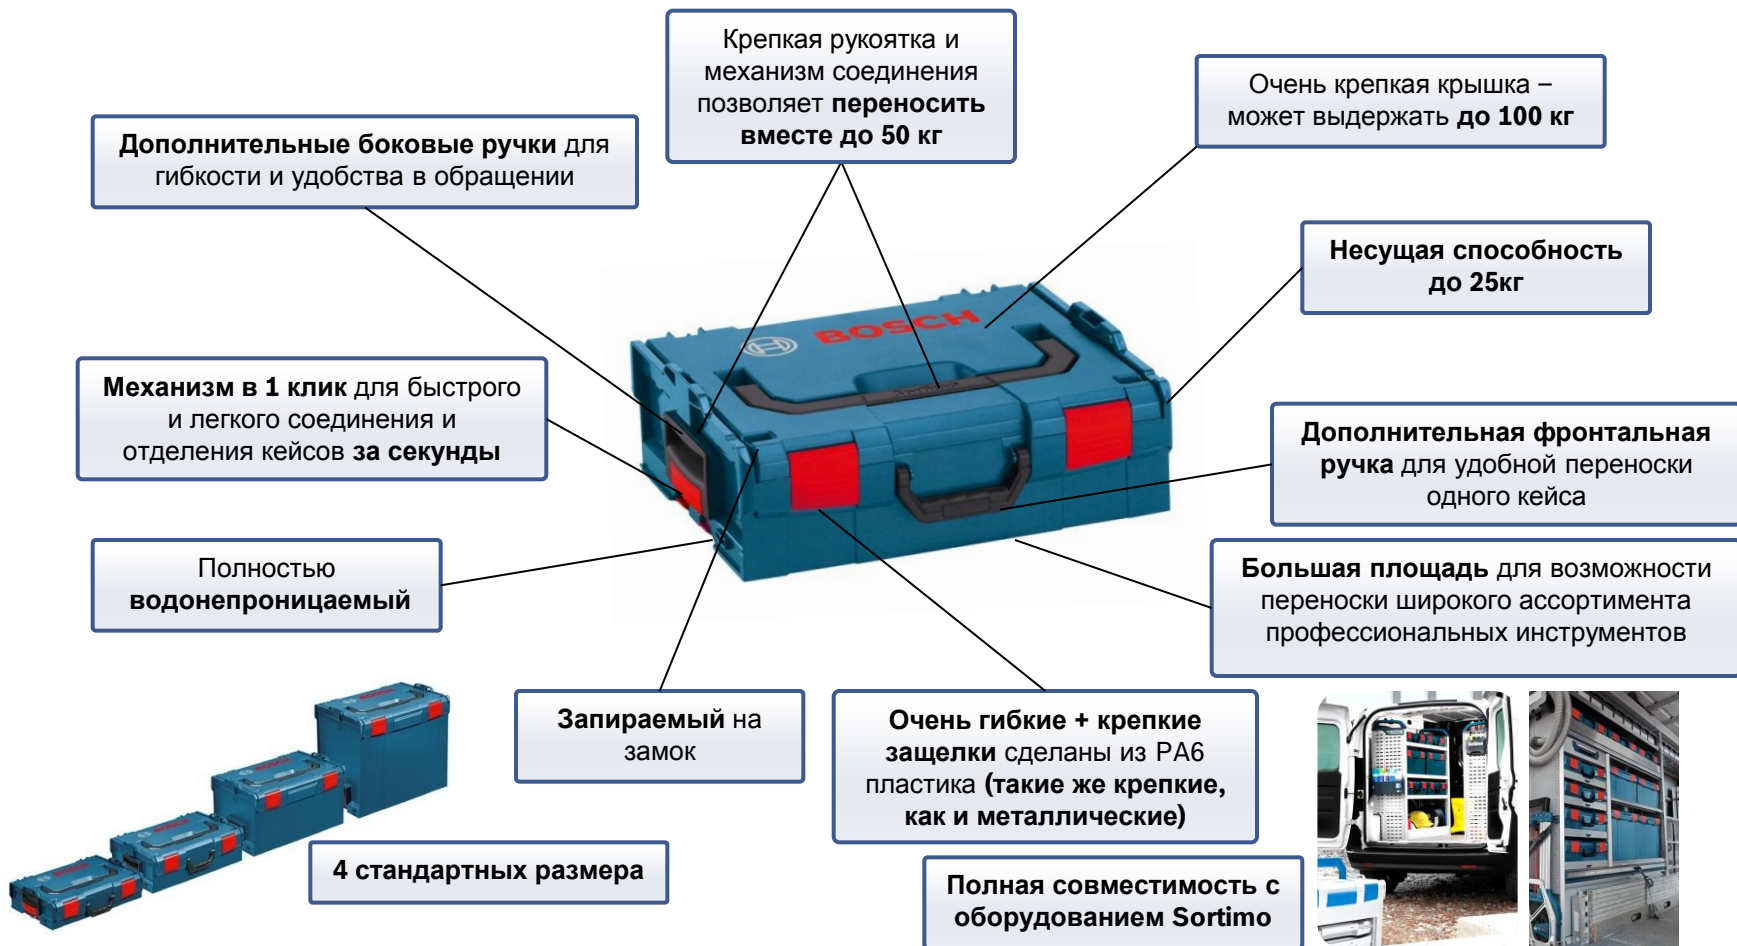 Крепкая рукоятка и
механизм соединения
позволяет переносить
вместе до 50 кг
Очень крепкая крышка –
может выдержать до 100 кг
Дополнительные боковые ручки для
гибкости и удобства в обращении
Несущая способность
до 25кг
BOSCH
Механизм в 1 клик для быстрого
и легкого соединения и
отделения кейсов за секунды
Дополнительная фронтальная
ручка для удобной переноски
одного кейса
Полностью
водонепроницаемый
Большая площадь для возможности
переноски широкого ассортимента
профессиональных инструментов
Запираемый на
замок
Очень гибкие + крепкие
защелки сделаны из PA6
пластика (такие же крепкие,
как и металлические)
BOSCH
BOSCH
BOSCH
4 стандартных размера
Полная совместимость с
оборудованием Sortimo